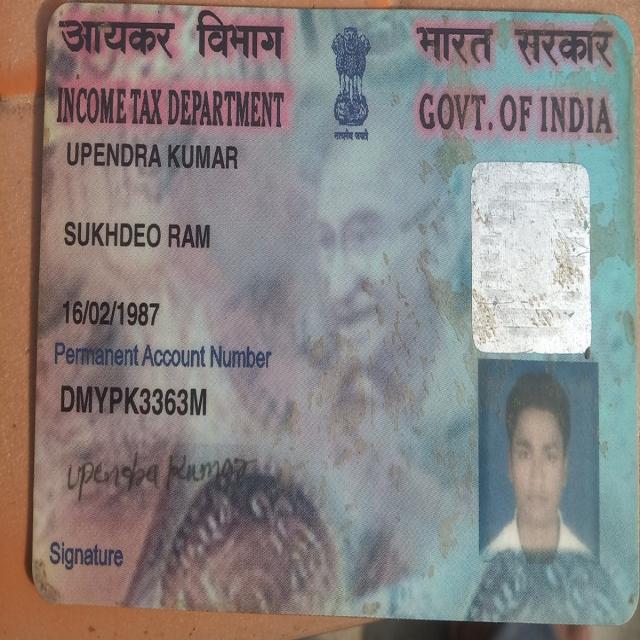 आयकर विभाग
भारत सरकार
INCOME TAX DEPARTMENT
GOVT. OF INDIA
सत्यमेव जयते
UPENDRA KUMAR
SUKHDEO RAM
16/02/1987
Permanent Account Number
DMYPK3363M
upendra Kumar
Signature